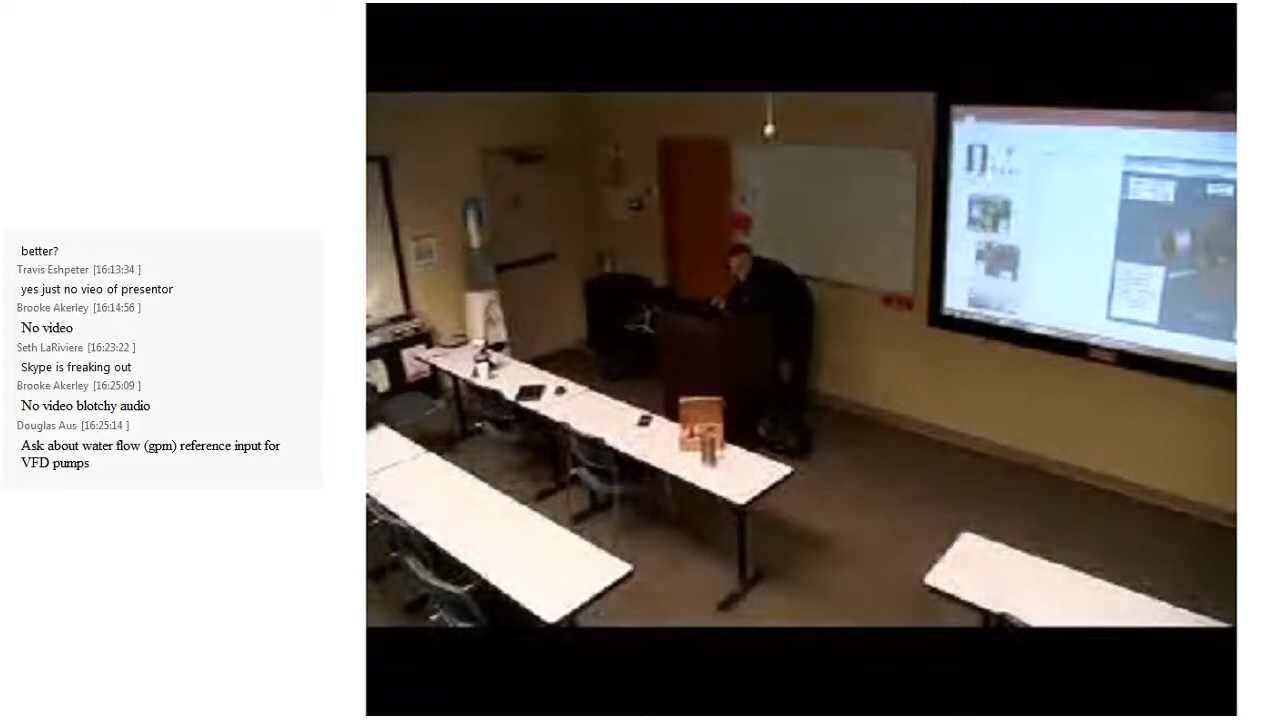 better?
Travis Eshpeter [16:13:34 ]
yes just no vieo of presentor
Brooke Akerley [16:14:56 ]
No video
Seth LaRiviere [16:23:22 ]
Skype is freaking out
Brooke Akerley [16:25:09 ]
No video blotchy audio
Douglas Aus [16:25:14 ]
Ask about water flow (gpm) reference input for
VFD pumps